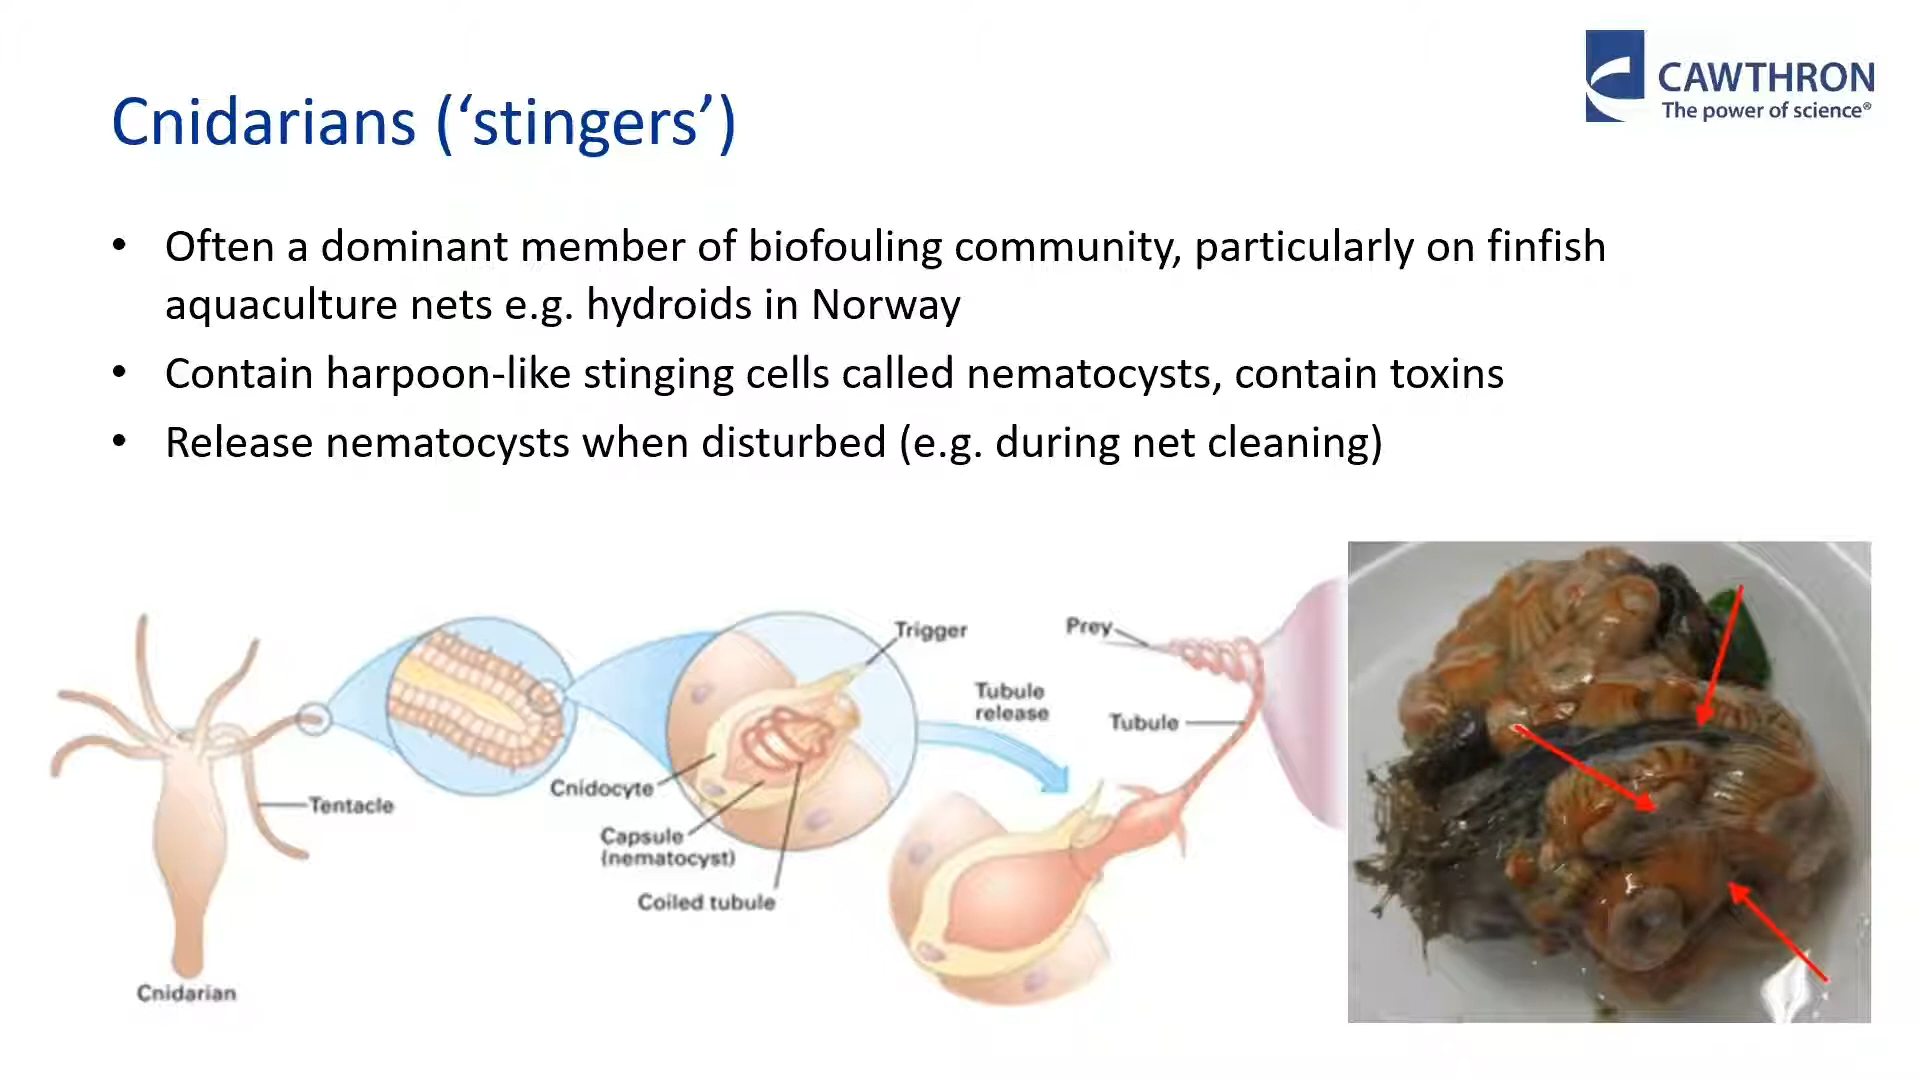 CAWTHRON
The power of science®
Cnidarians (‘stingers’)
• Often a dominant member of biofouling community, particularly on finfish
aquaculture nets e.g. hydroids in Norway
• Contain harpoon-like stinging cells called nematocysts, contain toxins
• Release nematocysts when disturbed (e.g. during net cleaning)
Trigger
Prey
Tubule
release
Tubule
Cnidocyte
Tentacle
Capsule
(nematocyst)
Coiled tubule
Cnidarian